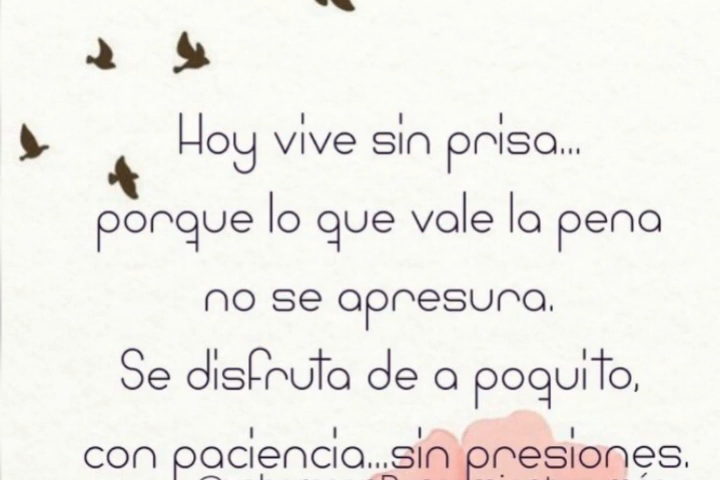 Hoy vive sin prisa...
porque lo que vale la pena
no se apresura.
Se disfruta de a poquito,
con paciencia...sin presiones.